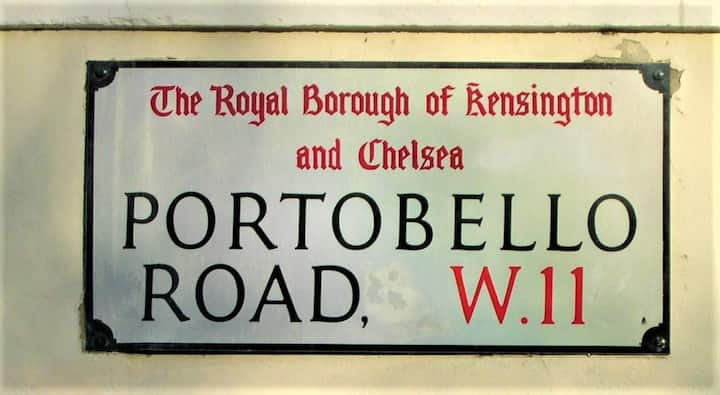 The Royal Borough of Kensington
and Chelsea
PORTOBELLO
ROAD, W.11